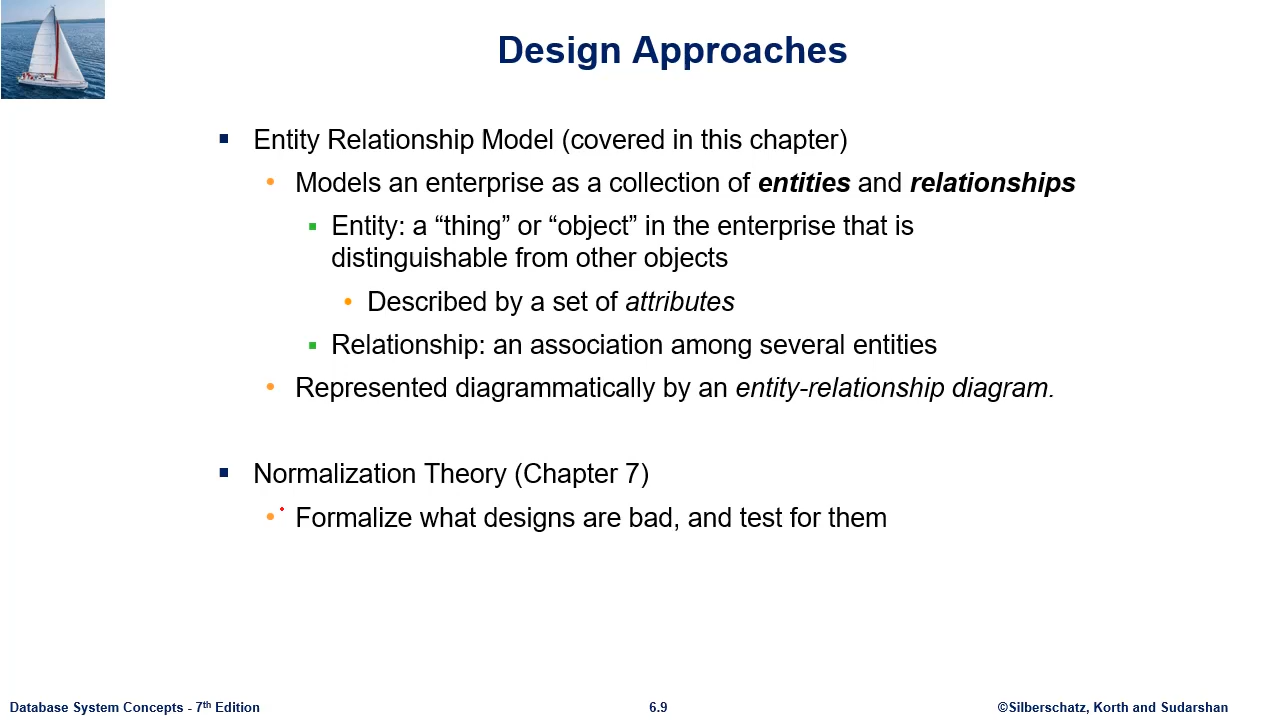 Design Approaches
Entity Relationship Model (covered in this chapter)
Models an enterprise as a collection of entities and relationships
Entity: a “thing” or “object” in the enterprise that is
distinguishable from other objects
Described by a set of attributes
Relationship: an association among several entities
Represented diagrammatically by an entity-relationship diagram.
Normalization Theory (Chapter 7)
Formalize what designs are bad, and test for them
Database System Concepts - 7th Edition
6.9
©Silberschatz, Korth and Sudarshan